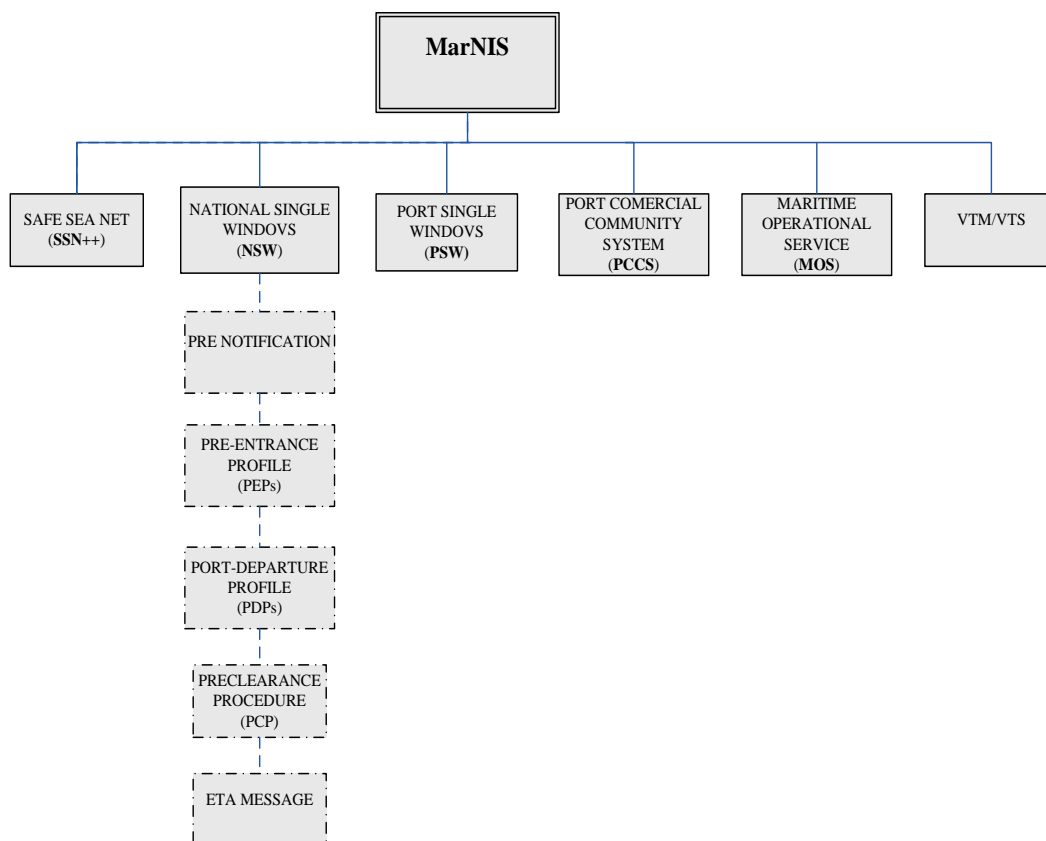 MarNIS
SAFE SEA NET
(SSN++)
NATIONAL SINGLE
WINDOVS
(NSW)
PORT SINGLE
WINDOVS
(PSW)
PORT COMERCIAL
COMMUNITY
SYSTEM
(PCCS)
MARITIME
OPERATIONAL
SERVICE
(MOS)
VTM/VTS
PRE NOTIFICATION
PRE-ENTRANCE
PROFILE
(PEPs)
PORT-DEPARTURE
PROFILE
(PDPs)
PRECLEARANCE
PROCEDURE
(PCP)
ETA MESSAGE